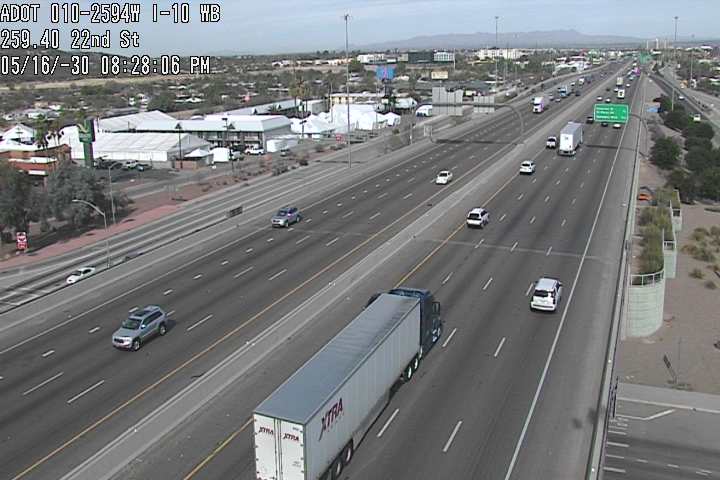 ADOT 010-2594W I-10 WB
259.40 22nd St
05/16/-30 08:28:06 PM
XTRA
XTRA XTRA